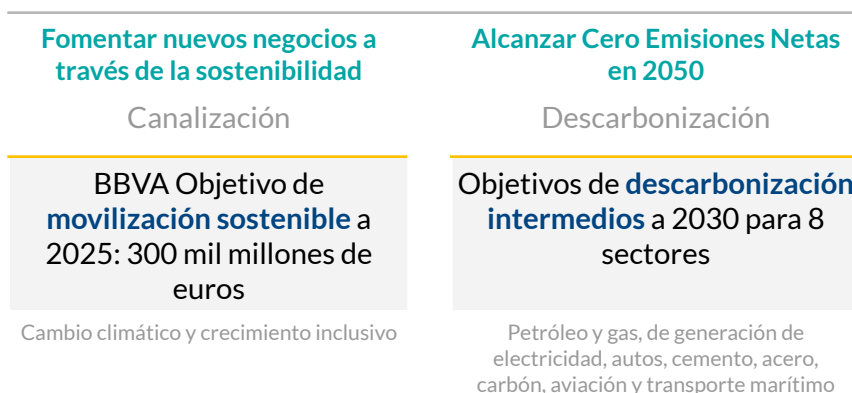 Fomentar nuevos negocios a
través de la sostenibilidad
Canalización
BBVA Objetivo de
movilización sostenible a
2025: 300 mil millones de
euros
Cambio climático y crecimiento inclusivo
Alcanzar Cero Emisiones Netas
en 2050
Descarbonización
Objetivos de descarbonización
intermedios a 2030 para 8
sectores
Petróleo y gas, de generación de
electricidad, autos, cemento, acero,
carbón, aviación y transporte marítimo